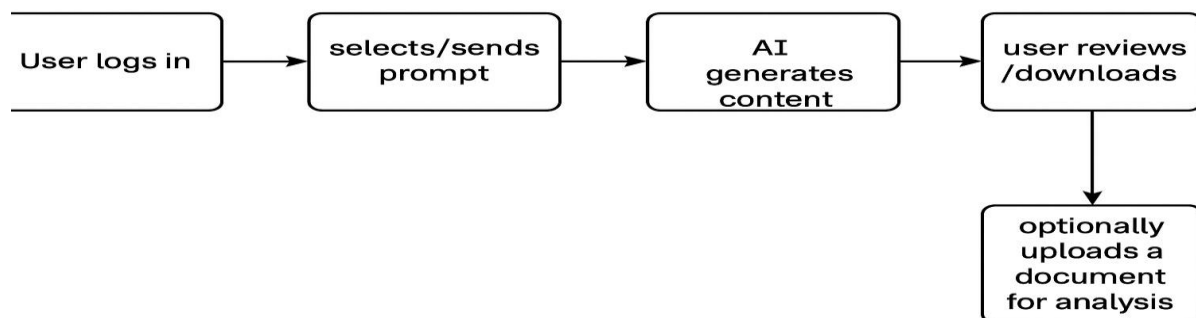 User logs in
selects/sends
prompt
AI
generates
content
user reviews
/downloads
optionally
uploads a
document
for analysis